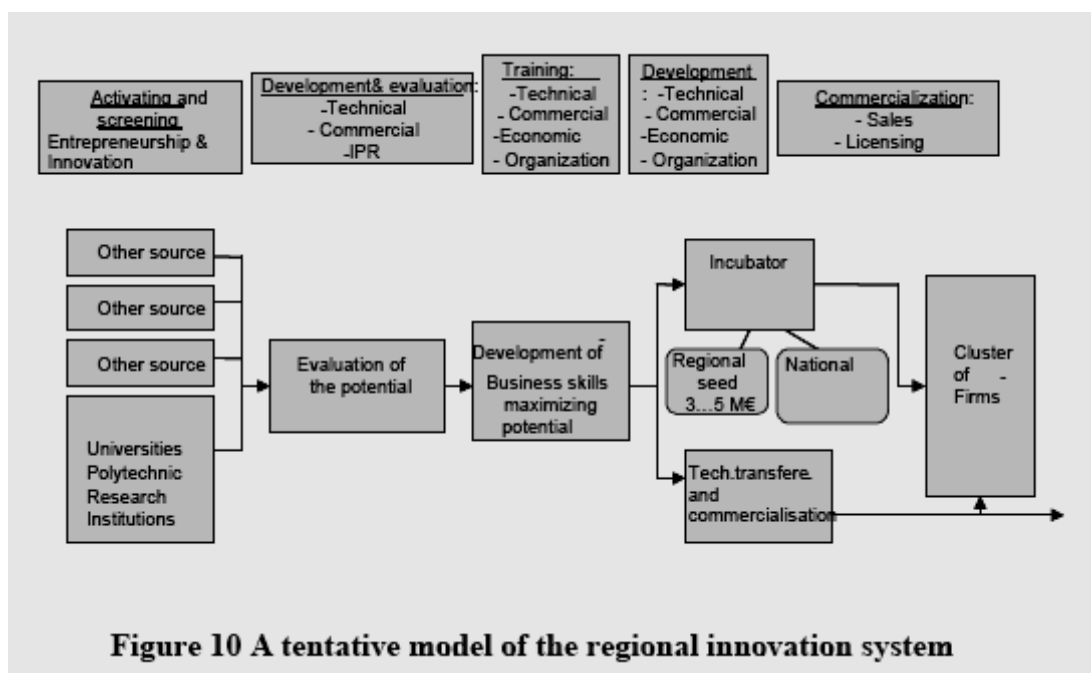 Activating and
screening
Entrepreneurship &
Innovation
Development& evaluation:
-Technical
- Commercial
-IPR
Training:
-Technical
- Commercial
-Economic
- Organization
Development
: -Technical
- Commercial
-Economic
- Organization
Commercialization:
- Sales
- Licensing
Other source
Other source
Other source
Universities
Polytechnic
Research
Institutions
Evaluation of
the potential
Development of-
Business skills
maximizing
potential
Incubator
Regional
seed
3...5 M€
National
Tech.transfere-
and
commercialisation
Cluster
of -
Firms
Figure 10 A tentative model of the regional innovation system